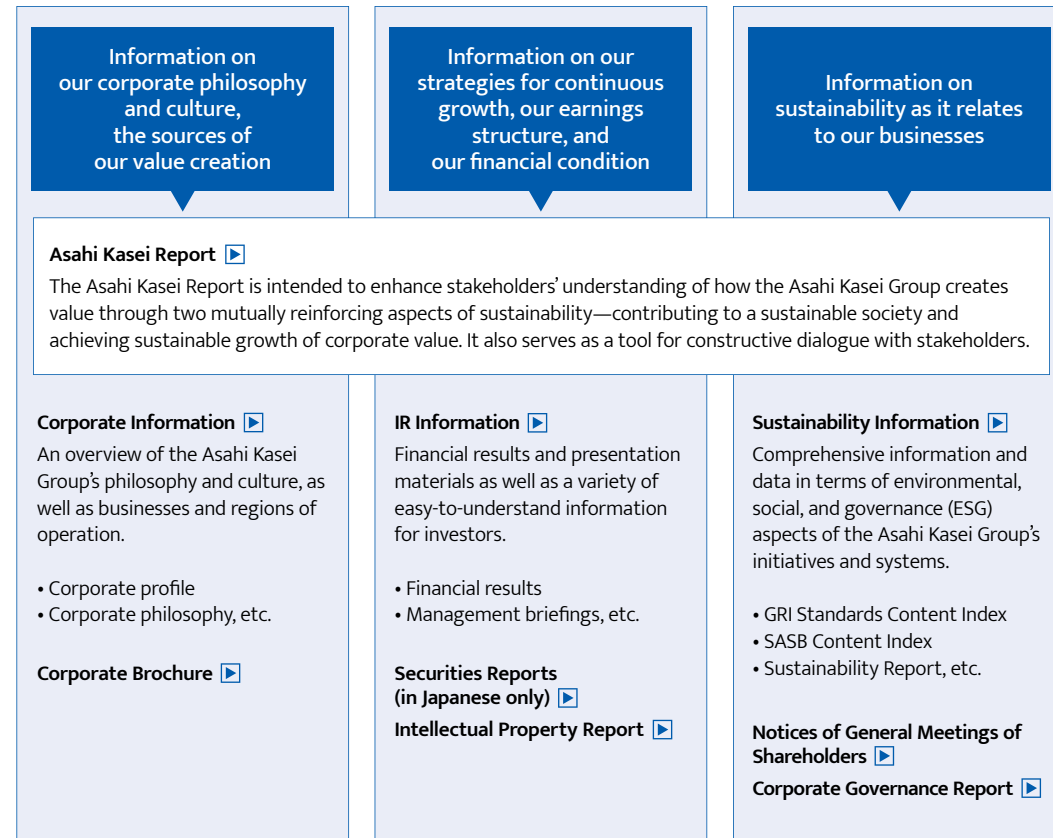 Information on
our corporate philosophy
and culture,
the sources of
our value creation
Information on our
strategies for continuous
growth, our earnings
structure, and
our financial condition
Information on
sustainability as it relates
to our businesses
Asahi Kasei Report
The Asahi Kasei Report is intended to enhance stakeholders’ understanding of how the Asahi Kasei Group creates
value through two mutually reinforcing aspects of sustainability—contributing to a sustainable society and
achieving sustainable growth of corporate value. It also serves as a tool for constructive dialogue with stakeholders.
Corporate Information
An overview of the Asahi Kasei
Group’s philosophy and culture, as
well as businesses and regions of
operation.
• Corporate profile
• Corporate philosophy, etc.
Corporate Brochure
IR Information
Financial results and presentation
materials as well as a variety of
easy-to-understand information
for investors.
• Financial results
• Management briefings, etc.
Securities Reports
(in Japanese only)
Intellectual Property Report
Sustainability Information
Comprehensive information and
data in terms of environmental,
social, and governance (ESG)
aspects of the Asahi Kasei Group’s
initiatives and systems.
• GRI Standards Content Index
• SASB Content Index
• Sustainability Report, etc.
Notices of General Meetings of
Shareholders
Corporate Governance Report